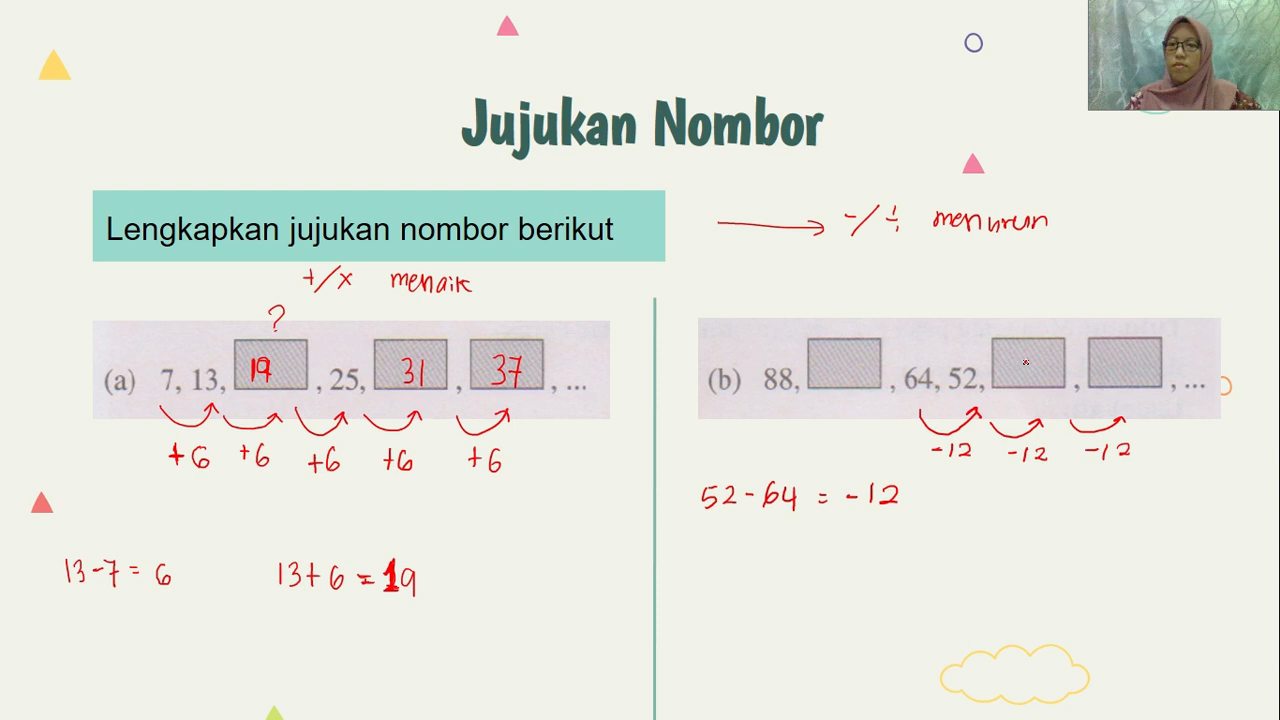 Jujukan Nombor
Lengkapkan jujukan nombor berikut
-/÷ menurun
+/x menaik
?
(a) 7, 13, 19, 25, 31, 37, ...
+6 +6 +6 +6 +6
13-7= 6 13+6 = 19
(b) 88, , 64, 52, , , ...
-12 -12 -12
52-64 = -12